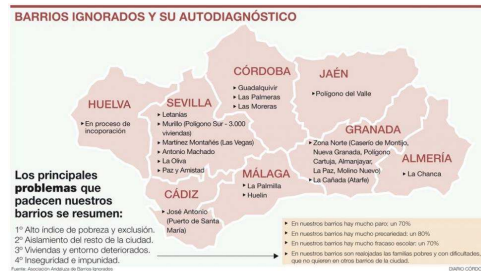 BARRIOS IGNORADOS Y SU AUTODIAGNÓSTICO
HUELVA
En proceso de
incoporación
SEVILLA
Letanías
Murillo (Polígono Sur - 3.000
viviendas)
Martínez Montañés (Las Vegas)
Antonio Machado
La Oliva
Paz y Amistad
CÓRDOBA
Guadalquivir
Las Palmeras
Las Moreras
JAÉN
Polígono del Valle
GRANADA
Zona Norte (Caserío de Montijo,
Nueva Granada, Polígono
Cartuja, Almanjayar,
La Paz, Molino Nuevo)
La Cañada (Atarfe)
ALMERÍA
La Chanca
MÁLAGA
La Palmilla
Huelin
CÁDIZ
José Antonio
(Puerto de Santa
María)
Los principales
problemas que
padecen nuestros
barrios se resumen:
1º Alto índice de pobreza y exclusión.
2º Aislamiento del resto de la ciudad.
3º Viviendas y entorno deteriorados.
4º Inseguridad e impunidad.
En nuestros barrios hay mucho paro: un 70%
En nuestros barrios hay mucho precariedad: un 80%
En nuestros barrios hay mucho fracaso escolar: un 70%
En nuestros barrios son realojadas las familias pobres y con dificultades,
que no quieren en otros barrios de la ciudad.
Fuente: Asociación Andaluza de Barrios Ignorados